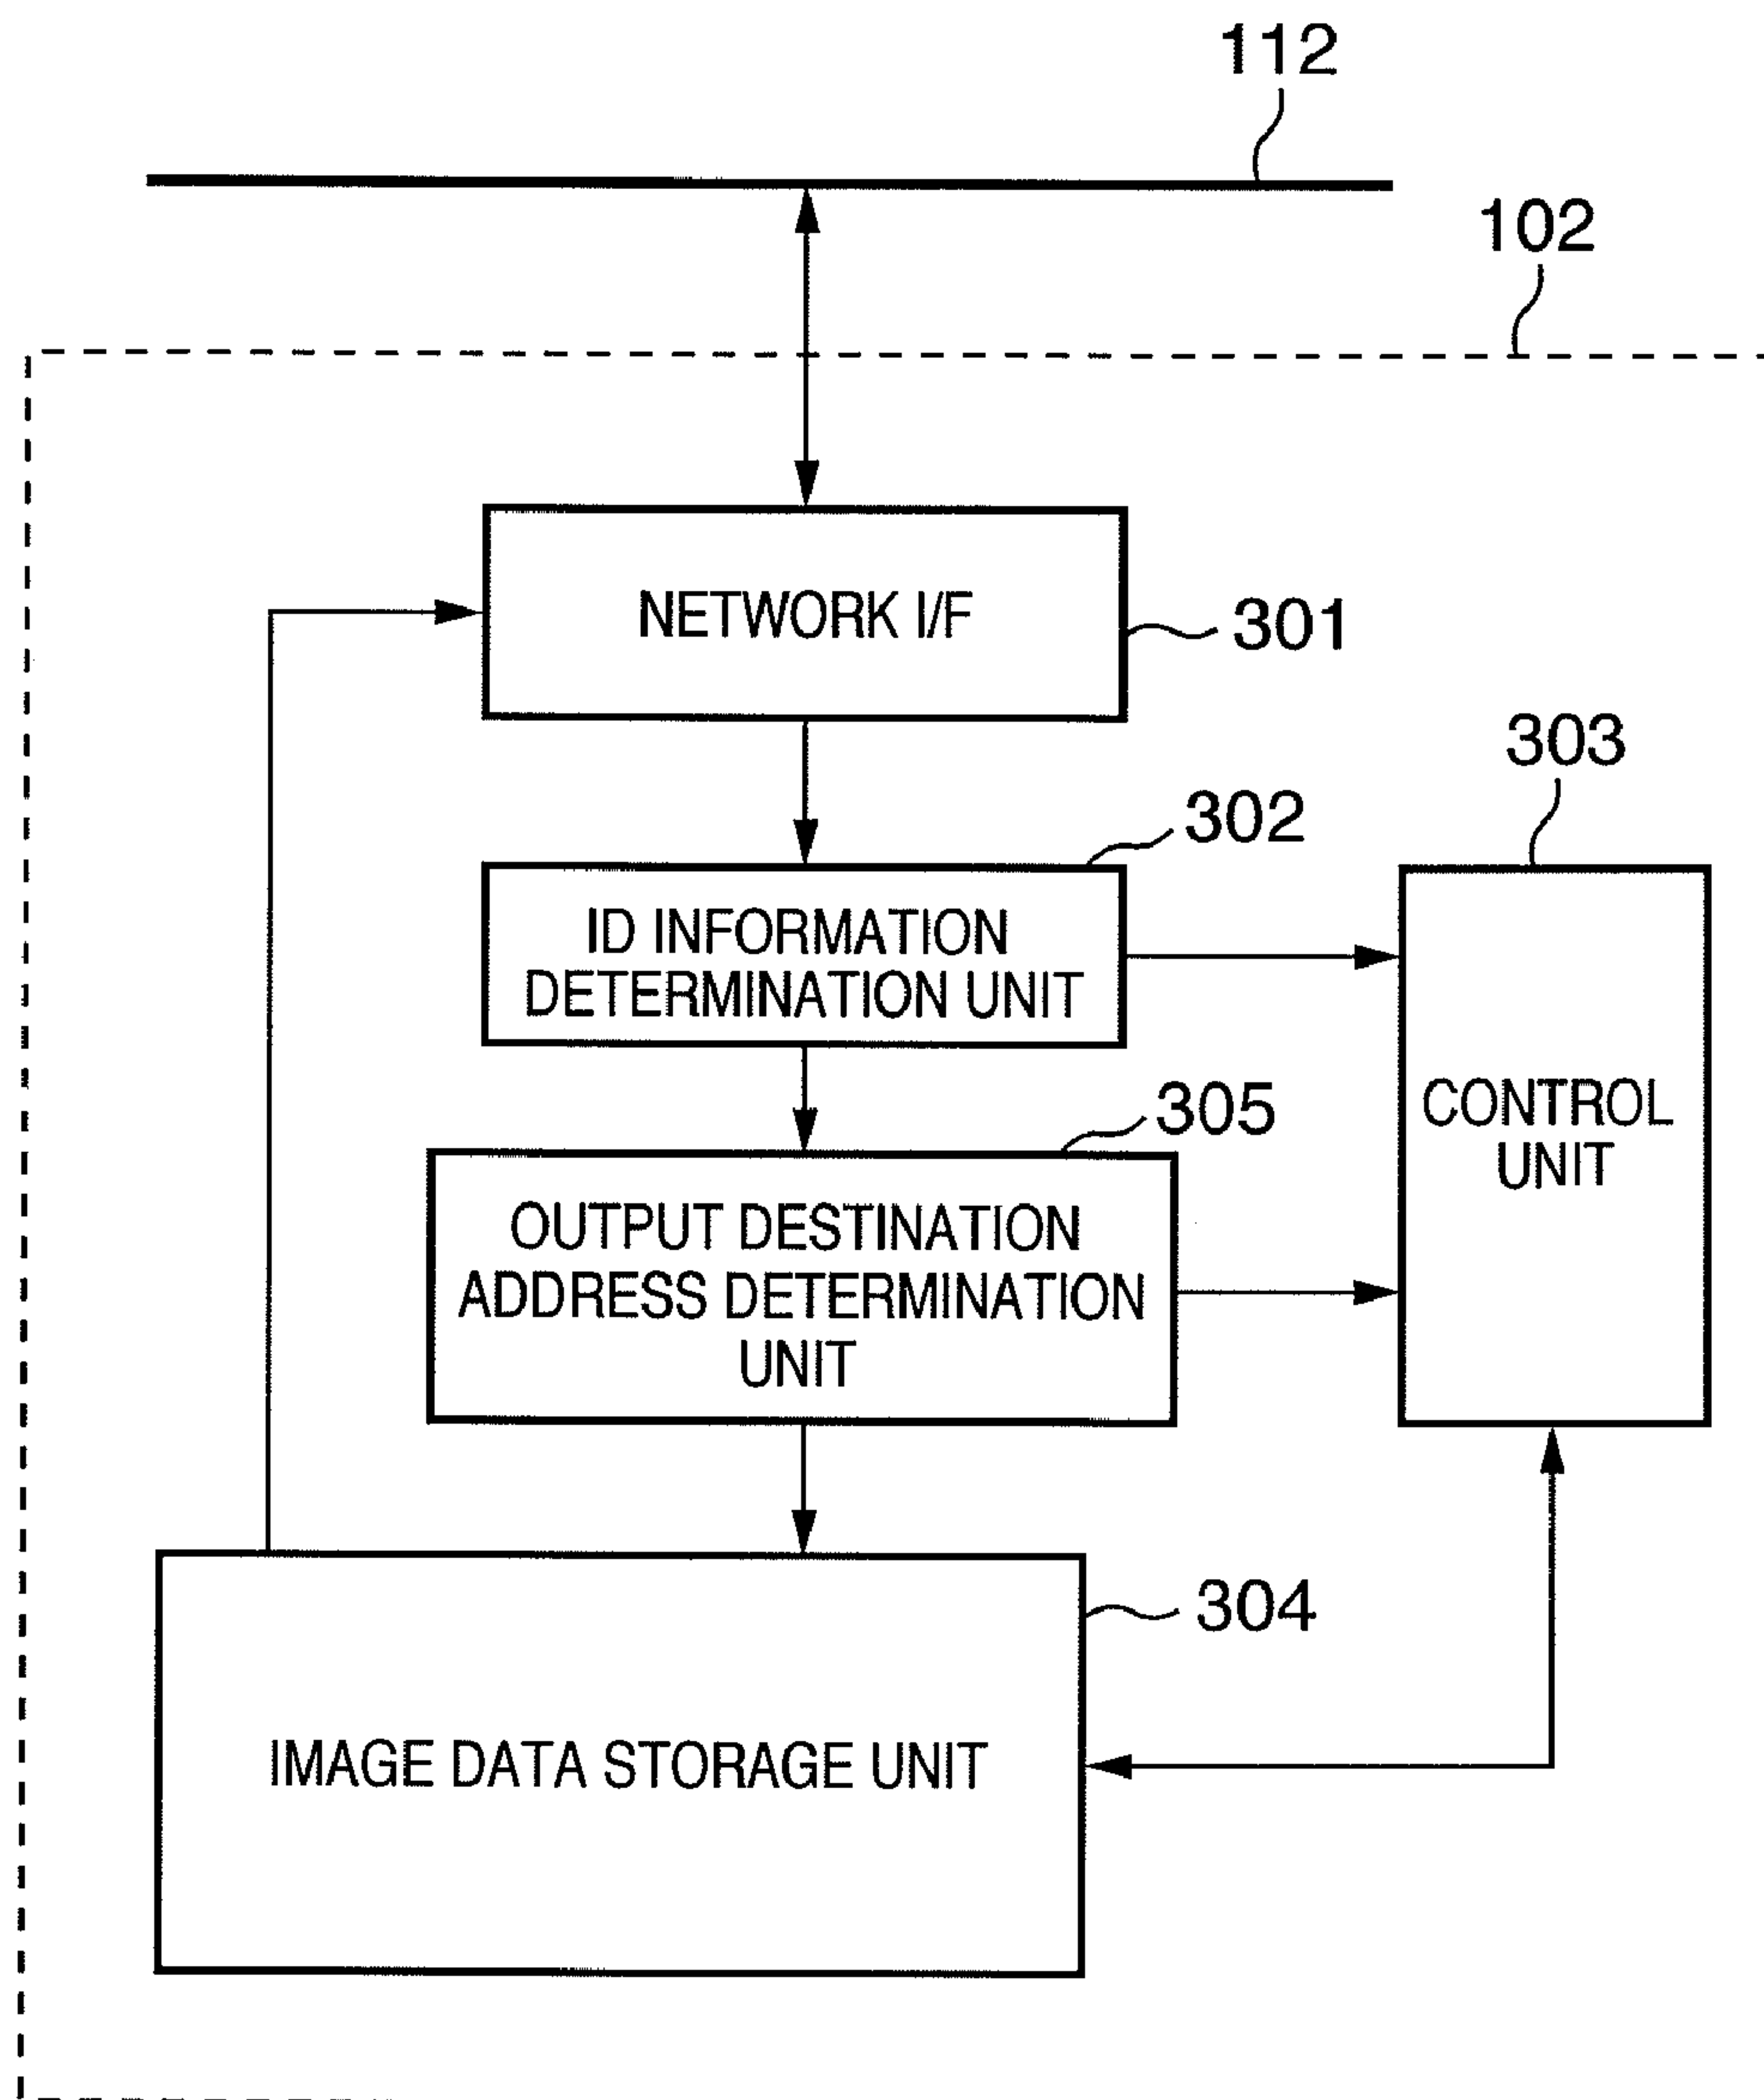 112
102
NETWORK I/F
301
303
302
ID INFORMATION
DETERMINATION UNIT
305
CONTROL
UNIT
OUTPUT DESTINATION
ADDRESS DETERMINATION
UNIT
304
IMAGE DATA STORAGE UNIT